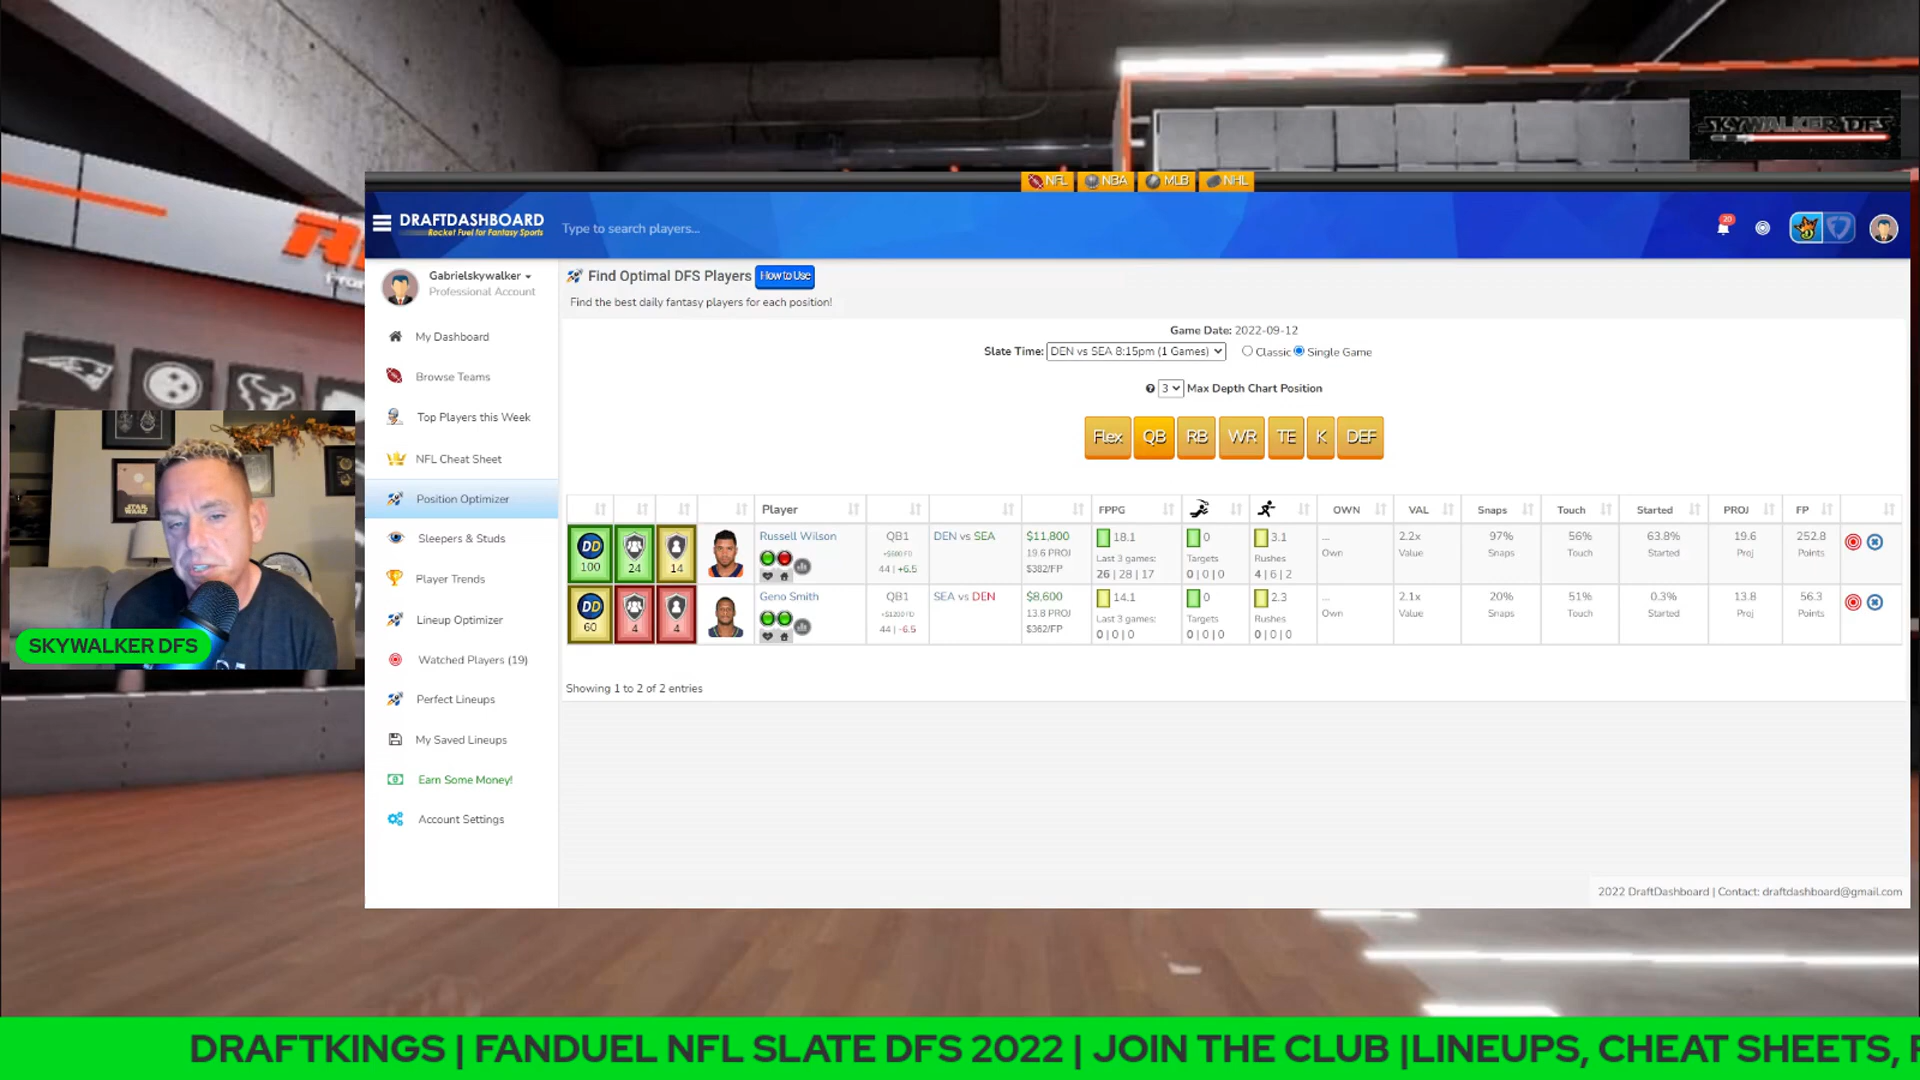 SKYWALKER DFS
NFL NBA MLB NHL
DRAFTDASHBOARD
Rocket Fuel for Fantasy Sports
Type to search players...
20
Gabrielskywalker
Professional Account
My Dashboard
Browse Teams
Top Players this Week
NFL Cheat Sheet
Position Optimizer
Sleepers & Studs
Player Trends
Lineup Optimizer
Watched Players (19)
Perfect Lineups
My Saved Lineups
Earn Some Money!
Account Settings
Find Optimal DFS Players How to Use
Find the best daily fantasy players for each position!
Game Date: 2022-09-12
Slate Time: DEN vs SEA 8:15pm (1 Games) Classic Single Game
3 Max Depth Chart Position
Flex QB RB WR TE K DEF
Player FPPG OWN VAL Snaps Touch Started PROJ FP
DD 100 24 14 Russell Wilson QB1 DEN vs SEA $11,800 18.1 0 3.1 ... 2.2x 97% 56% 63.8% 19.6 252.8
+$600 FD 19.6 PROJ Last 3 games: Targets Rushes Own Value Snaps Touch Started Proj Points
44 | +6.5 $382/FP 26 | 28 | 17 0 | 0 | 0 4 | 6 | 2
DD 60 4 4 Geno Smith QB1 SEA vs DEN $8,600 14.1 0 2.3 ... 2.1x 20% 51% 0.3% 13.8 56.3
+$1200 FD 13.8 PROJ Last 3 games: Targets Rushes Own Value Snaps Touch Started Proj Points
44 | -6.5 $362/FP 0 | 0 | 0 0 | 0 | 0 0 | 0 | 0
Showing 1 to 2 of 2 entries
2022 DraftDashboard | Contact: draftdashboard@gmail.com
STAR WARS
SKYWALKER DFS
DRAFTKINGS | FANDUEL NFL SLATE DFS 2022 | JOIN THE CLUB |LINEUPS, CHEAT SHEETS,